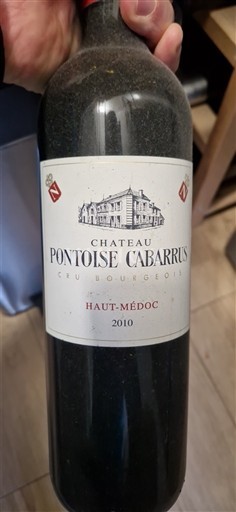 N N
CHATEAU
PONTOISE CABARRUS
CRU BOURGEOIS
HAUT-MÉDOC
2010